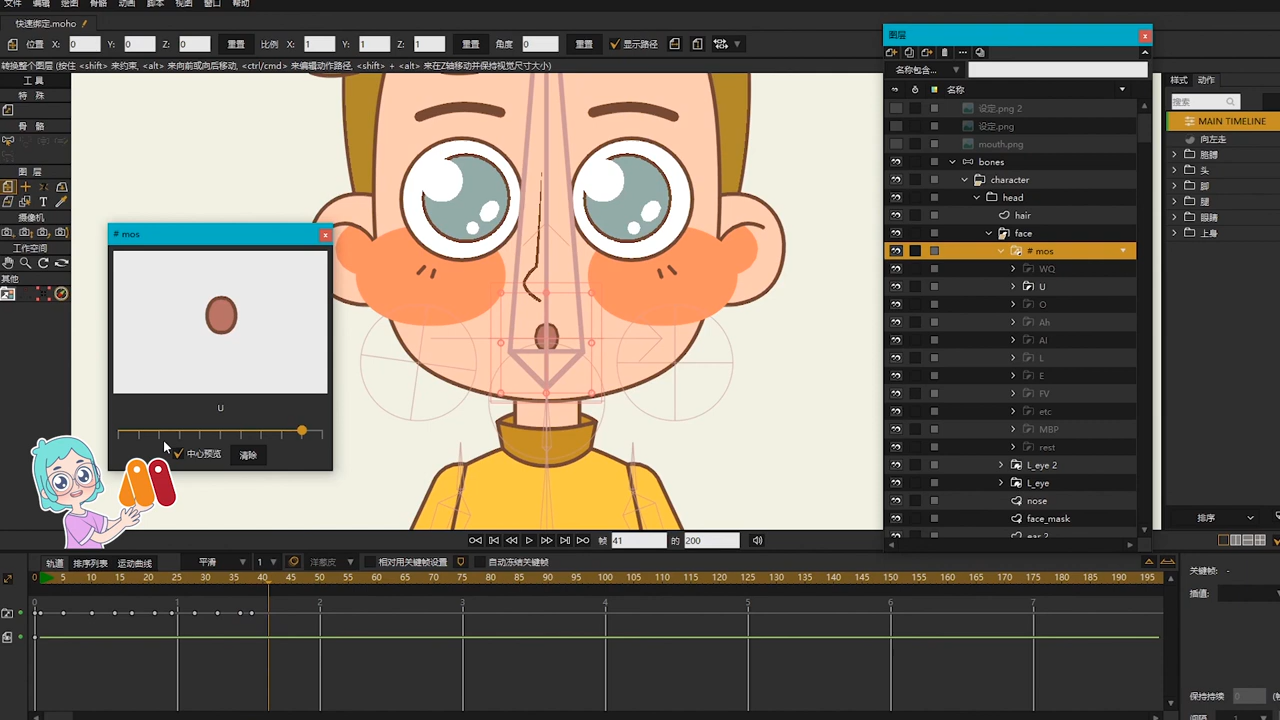 文件 编辑 绘图 骨骼 动画 脚本 视图 窗口 帮助
快速绑定.moho
位置 X: 0 Y: 0 Z: 0 重置 比例 X: 1 Y: 1 Z: 1 重置 角度 0 重置 显示路径
转换整个图层 (按住 <shift> 来约束, <alt> 来向前或向后移动, <ctrl/cmd> 来编辑动作路径, <shift> + <alt> 来在Z轴移动并保持视觉尺寸大小)
工具
特 殊
骨 骼
图 层
摄像机
工作空间
其他
# mos
U
中心预览 清除
图层
名称包含...
名称
设定.png 2
设定.png
mouth.png
bones
character
head
hair
face
# mos
WQ
U
O
Ah
AI
L
E
FV
etc
MBP
rest
L_eye 2
L_eye
nose
face_mask
ear 2
样式 动作
搜索
MAIN TIMELINE
向左走
胳膊
头
脚
腿
眼睛
上身
排序
帧 41 的 200
轨道 排序列表 运动曲线 平滑 1 洋葱皮 相对用关键帧设置 自动冻结关键帧
0 5 10 15 20 25 30 35 40 45 50 55 60 65 70 75 80 85 90 95 100 105 110 115 120 125 130 135 140 145 150 155 160 165 170 175 180 185 190 195
0 1 2 3 4 5 6 7
关键帧: -
插值:
保持持续 0
间隔 1